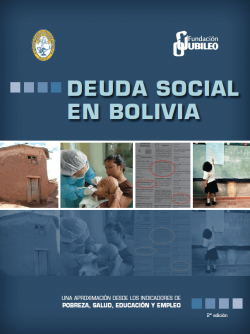 Fundación
JUBILEO
DEUDA SOCIAL
EN BOLIVIA
UNA APROXIMACIÓN DESDE LOS INDICADORES DE
POBREZA, SALUD, EDUCACIÓN Y EMPLEO
2ª edición